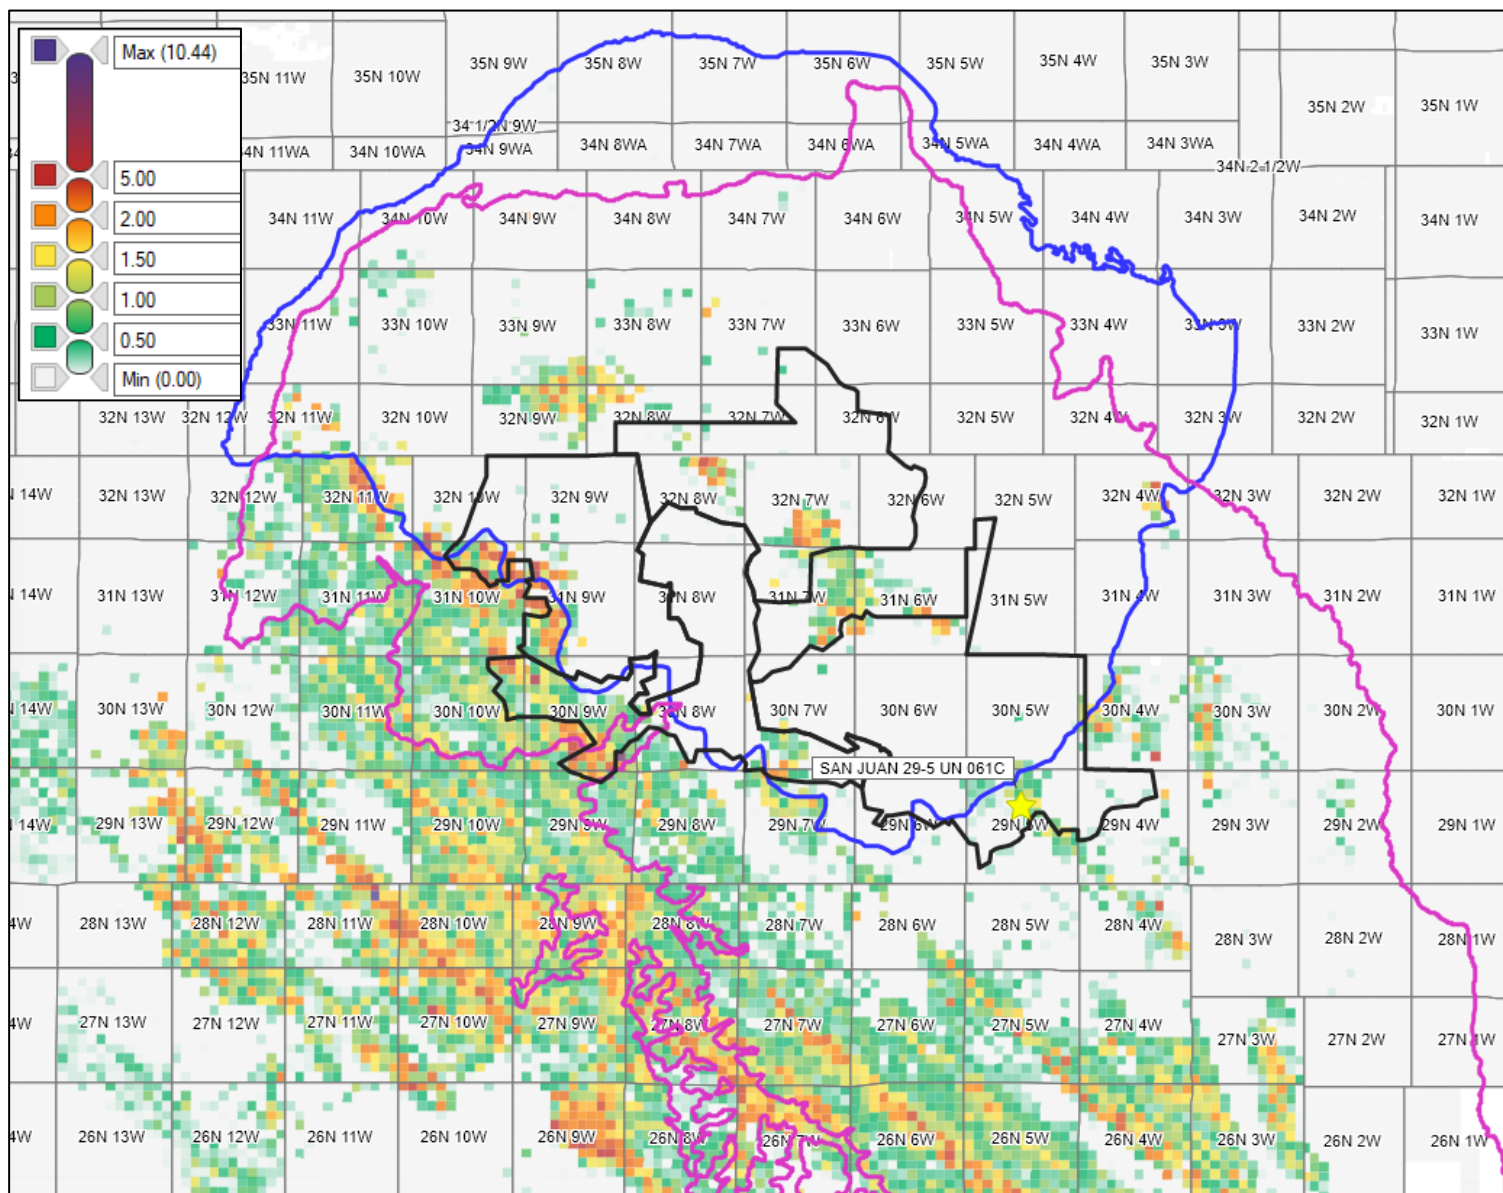 Max (10.44)
5.00
2.00
1.50
1.00
0.50
Min (0.00)
35N 11W
35N 10W
35N 9W
35N 8W
35N 7W
35N 6W
35N 5W
35N 4W
35N 3W
35N 2W
35N 1W
34 1/2N 9W
34N 11WA
34N 10WA
34N 9WA
34N 8WA
34N 7WA
34N 6WA
34N 5WA
34N 4WA
34N 3WA
34N 2 1/2W
34N 11W
34N 10W
34N 9W
34N 8W
34N 7W
34N 6W
34N 5W
34N 4W
34N 3W
34N 2W
34N 1W
33N 11W
33N 10W
33N 9W
33N 8W
33N 7W
33N 6W
33N 5W
33N 4W
33N 3W
33N 2W
33N 1W
32N 13W
32N 12W
32N 11W
32N 10W
32N 9W
32N 8W
32N 7W
32N 6W
32N 5W
32N 4W
32N 3W
32N 2W
32N 1W
N 14W
32N 13W
32N 12W
32N 11W
32N 10W
32N 9W
32N 8W
32N 7W
32N 6W
32N 5W
32N 4W
32N 3W
32N 2W
32N 1W
N 14W
31N 13W
31N 12W
31N 11W
31N 10W
31N 9W
31N 8W
31N 7W
31N 6W
31N 5W
31N 4W
31N 3W
31N 2W
31N 1W
N 14W
30N 13W
30N 12W
30N 11W
30N 10W
30N 9W
30N 8W
30N 7W
30N 6W
30N 5W
30N 4W
30N 3W
30N 2W
30N 1W
SAN JUAN 29-5 UN 061C
N 14W
29N 13W
29N 12W
29N 11W
29N 10W
29N 9W
29N 8W
29N 7W
29N 6W
29N 5W
29N 4W
29N 3W
29N 2W
29N 1W
4W
28N 13W
28N 12W
28N 11W
28N 10W
28N 9W
28N 8W
28N 7W
28N 6W
28N 5W
28N 4W
28N 3W
28N 2W
28N 1W
4W
27N 13W
27N 12W
27N 11W
27N 10W
27N 9W
27N 8W
27N 7W
27N 6W
27N 5W
27N 4W
27N 3W
27N 2W
27N 1W
4W
26N 13W
26N 12W
26N 11W
26N 10W
26N 9W
26N 8W
26N 7W
26N 6W
26N 5W
26N 4W
26N 3W
26N 2W
26N 1W